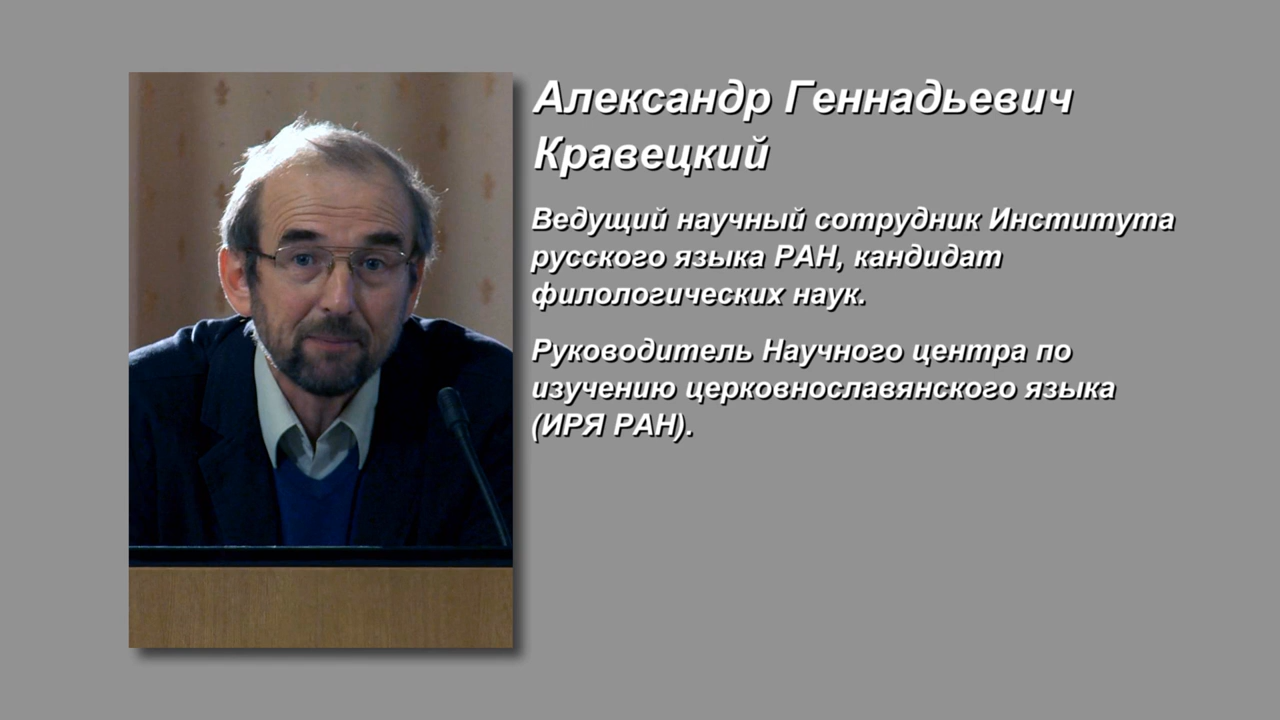 Александр Геннадьевич
Кравецкий
Ведущий научный сотрудник Института
русского языка РАН, кандидат
филологических наук.
Руководитель Научного центра по
изучению церковнославянского языка
(ИРЯ РАН).